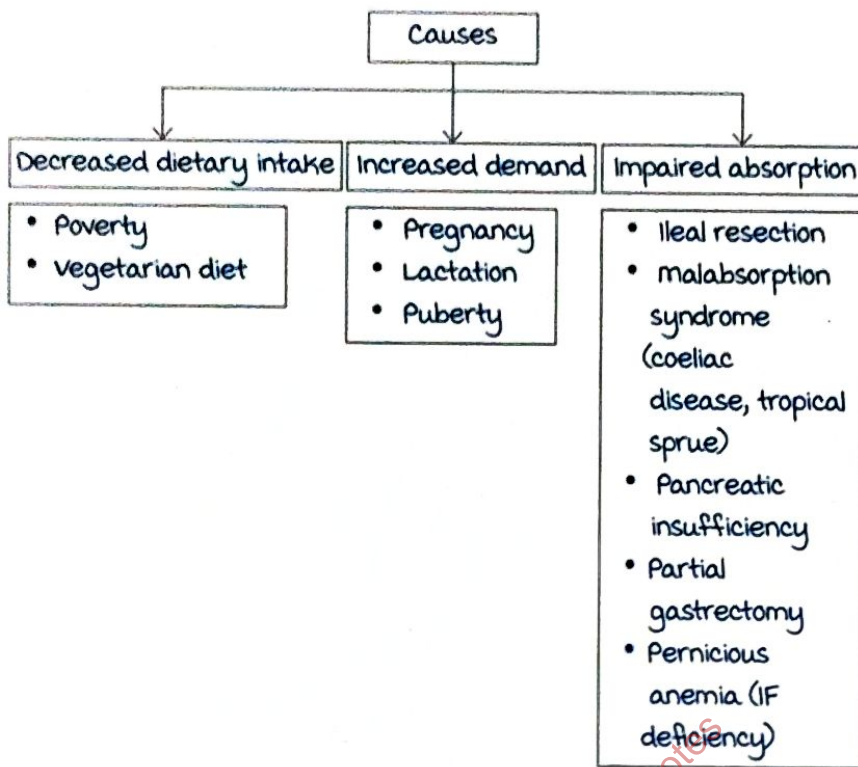 Causes
Decreased dietary intake
Increased demand
Impaired absorption
• Poverty
• vegetarian diet
• Pregnancy
• Lactation
• Puberty
• Ileal resection
• malabsorption
syndrome
(coeliac
disease, tropical
sprue)
• Pancreatic
insufficiency
• Partial
gastrectomy
• Pernicious
anemia (IF
deficiency)